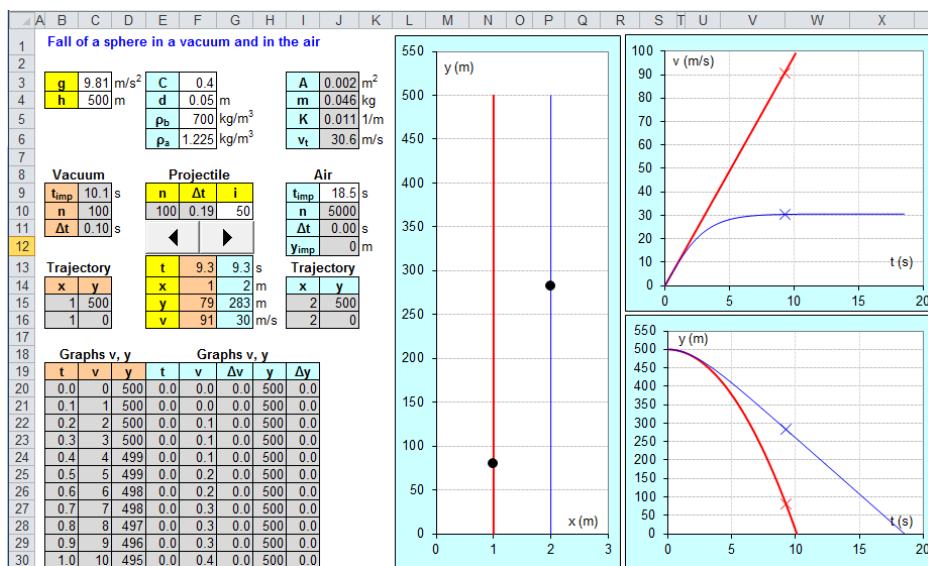 A B C D E F G H I J K L M N O P Q R S T U V W X
1 Fall of a sphere in a vacuum and in the air
2
3 g 9.81 m/s² C 0.4 A 0.002 m²
4 h 500 m d 0.05 m m 0.046 kg
5 ρb 700 kg/m³ K 0.011 1/m
6 ρa 1.225 kg/m³ vt 30.6 m/s
7
8 Vacuum Projectile Air
9 timp 10.1 s n Δt i timp 18.5 s
10 n 100 100 0.19 50 n 5000
11 Δt 0.10 s Δt 0.00 s
12 yimp 0 m
13 Trajectory t 9.3 9.3 s Trajectory
14 x y x 1 2 m x y
15 1 500 y 79 283 m 2 500
16 1 0 v 91 30 m/s 2 0
17
18 Graphs v, y Graphs v, y
19 t v y t v Δv y Δy
20 0.0 0 500 0.0 0.0 0.0 500 0.0
21 0.1 1 500 0.0 0.0 0.0 500 0.0
22 0.2 2 500 0.0 0.1 0.0 500 0.0
23 0.3 3 500 0.0 0.1 0.0 500 0.0
24 0.4 4 499 0.0 0.1 0.0 500 0.0
25 0.5 5 499 0.0 0.2 0.0 500 0.0
26 0.6 6 498 0.0 0.2 0.0 500 0.0
27 0.7 7 498 0.0 0.3 0.0 500 0.0
28 0.8 8 497 0.0 0.3 0.0 500 0.0
29 0.9 9 496 0.0 0.3 0.0 500 0.0
30 1.0 10 495 0.0 0.4 0.0 500 0.0
y (m)
550
500
450
400
350
300
250
200
150
100
50
0
x (m)
0 1 2 3
v (m/s)
100
90
80
70
60
50
40
30
20
10
0
t (s)
0 5 10 15 20
y (m)
550
500
450
400
350
300
250
200
150
100
50
0
t (s)
0 5 10 15 20